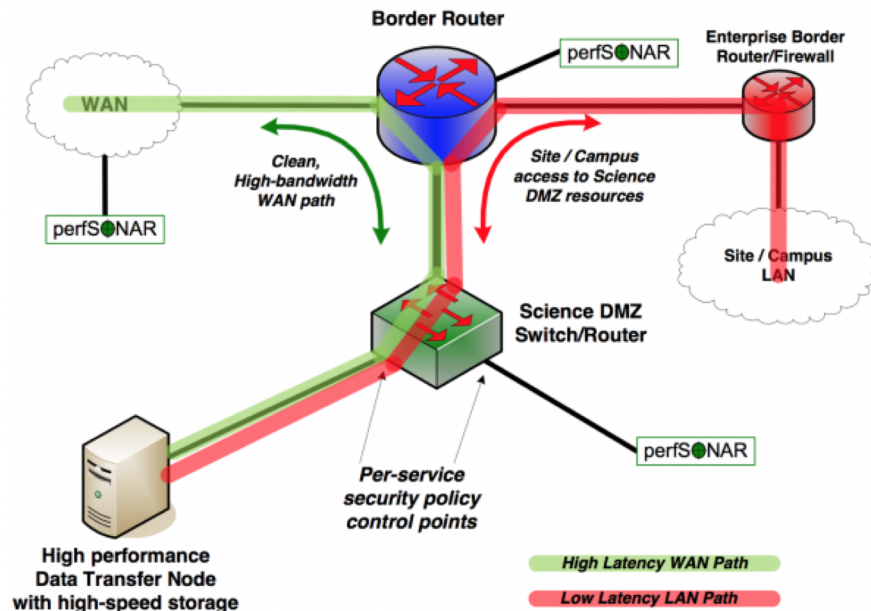 Border Router
perfSONAR
Enterprise Border
Router/Firewall
WAN
Clean,
High-bandwidth
WAN path
Site / Campus
access to Science
DMZ resources
perfSONAR
Site / Campus
LAN
Science DMZ
Switch/Router
perfSONAR
Per-service
security policy
control points
High performance
Data Transfer Node
with high-speed storage
High Latency WAN Path
Low Latency LAN Path